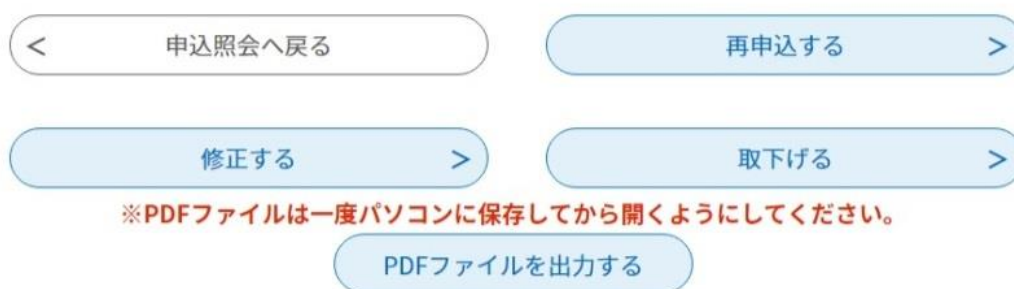 < 申込照会へ戻る
再申込する >
修正する >
取下げる >
※PDFファイルは一度パソコンに保存してから開くようにしてください。
PDFファイルを出力する